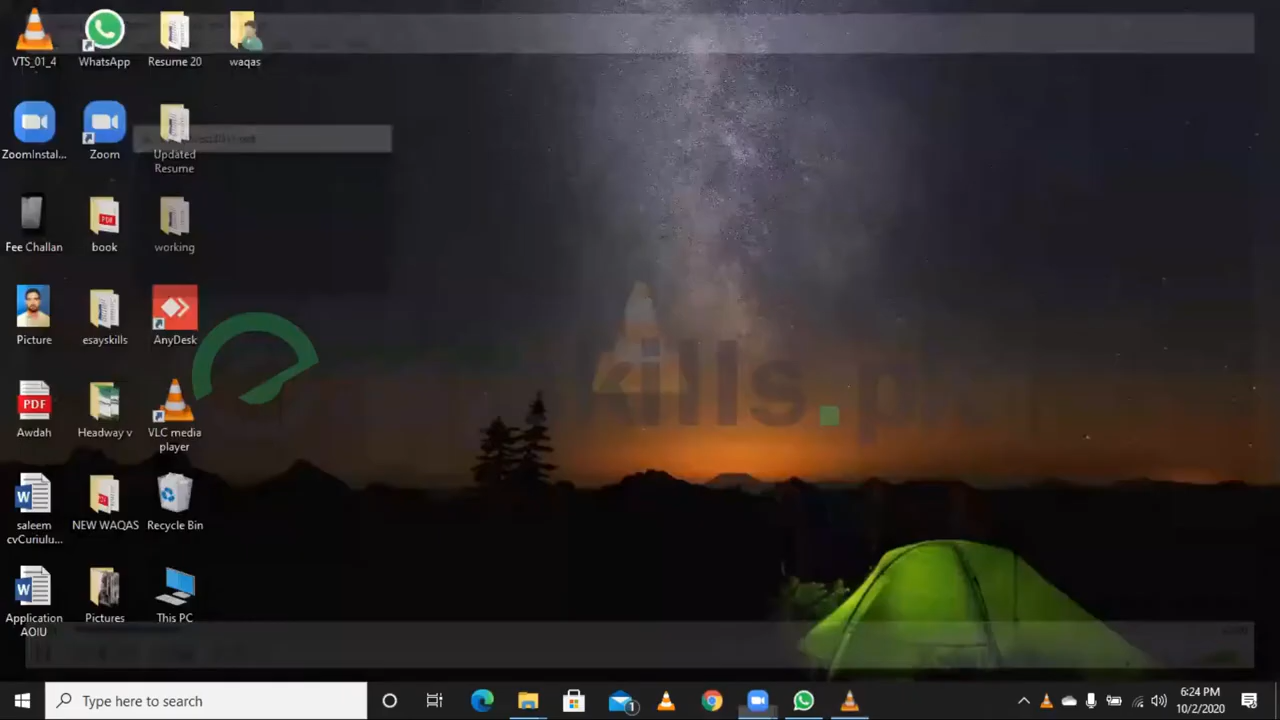 VTS_01_4
WhatsApp
Resume 20
waqas
ZoomInstal...
Zoom
Updated
Resume
Fee Challan
book
working
Picture
esayskills
AnyDesk
kills.
Awdah
Headway v
VLC media
player
saleem
cvCuriulu...
NEW WAQAS
Recycle Bin
Application
AOIU
Pictures
This PC
Type here to search
1
6:24 PM
10/2/2020